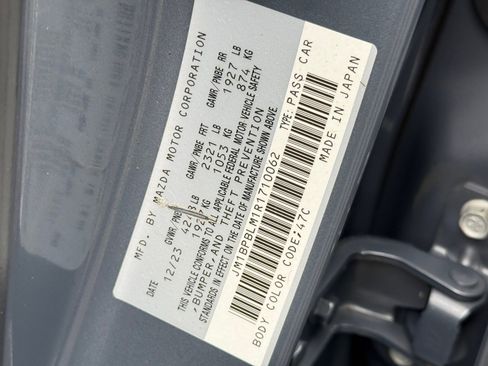 MFD. BY MAZDA MOTOR CORPORATION
DATE GVWR/PNBE GAWR/PNBE FRT GAWR/PNBE RR
12/23 LB 2321 LB 1927 LB
KG 1053 KG 874 KG
THIS VEHICLE CONFORMS TO ALL APPLICABLE FEDERAL MOTOR VEHICLE SAFETY
,BUMPER,AND THEFT PREVENTION
STANDARDS IN EFFECT ON THE DATE OF MANUFACTURE SHOWN ABOVE.
JM1BPBLM1R1710062 TYPE: PASS CAR
BODY COLOR CODE:47C MADE IN JAPAN